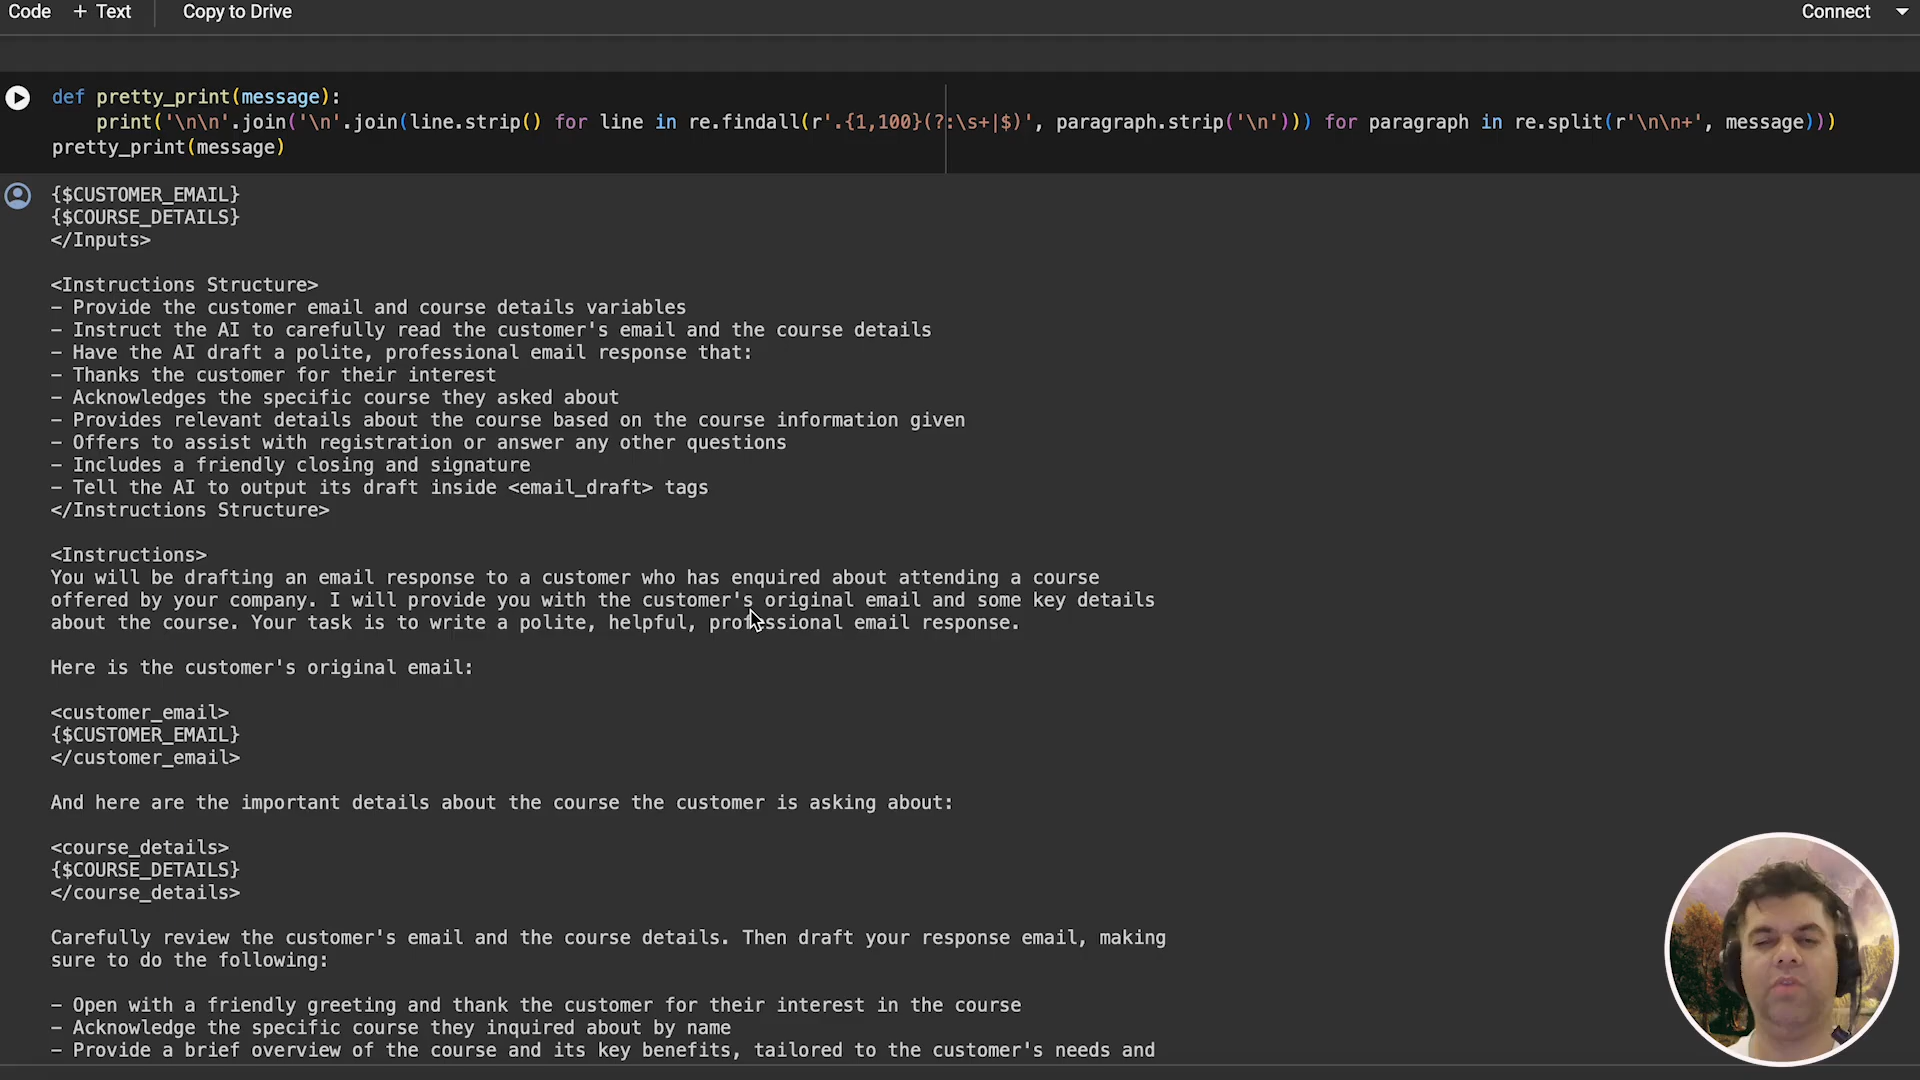 Code + Text Copy to Drive Connect
def pretty_print(message):
print('\n\n'.join('\n'.join(line.strip() for line in re.findall(r'.{1,100}(?:\s+|$)', paragraph.strip('\n'))) for paragraph in re.split(r'\n\n+', message)))
pretty_print(message)
{$CUSTOMER_EMAIL}
{$COURSE_DETAILS}
</Inputs>
<Instructions Structure>
– Provide the customer email and course details variables
– Instruct the AI to carefully read the customer's email and the course details
– Have the AI draft a polite, professional email response that:
– Thanks the customer for their interest
– Acknowledges the specific course they asked about
– Provides relevant details about the course based on the course information given
– Offers to assist with registration or answer any other questions
– Includes a friendly closing and signature
– Tell the AI to output its draft inside <email_draft> tags
</Instructions Structure>
<Instructions>
You will be drafting an email response to a customer who has enquired about attending a course
offered by your company. I will provide you with the customer's original email and some key details
about the course. Your task is to write a polite, helpful, professional email response.
Here is the customer's original email:
<customer_email>
{$CUSTOMER_EMAIL}
</customer_email>
And here are the important details about the course the customer is asking about:
<course_details>
{$COURSE_DETAILS}
</course_details>
Carefully review the customer's email and the course details. Then draft your response email, making
sure to do the following:
– Open with a friendly greeting and thank the customer for their interest in the course
– Acknowledge the specific course they inquired about by name
– Provide a brief overview of the course and its key benefits, tailored to the customer's needs and